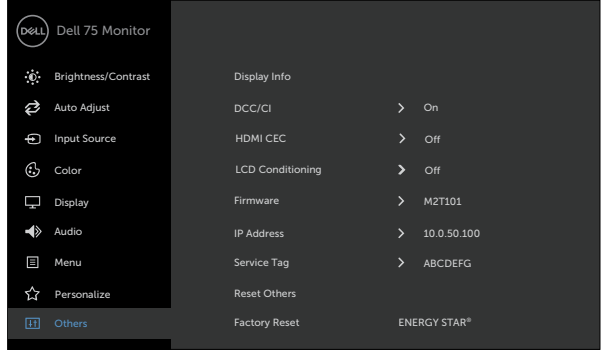 DELL Dell 75 Monitor
Brightness/Contrast Display Info
Auto Adjust DCC/CI On
Input Source HDMI CEC Off
Color LCD Conditioning Off
Display Firmware M2T101
Audio IP Address 10.0.50.100
Menu Service Tag ABCDEFG
Personalize Reset Others
Others Factory Reset ENERGY STAR®